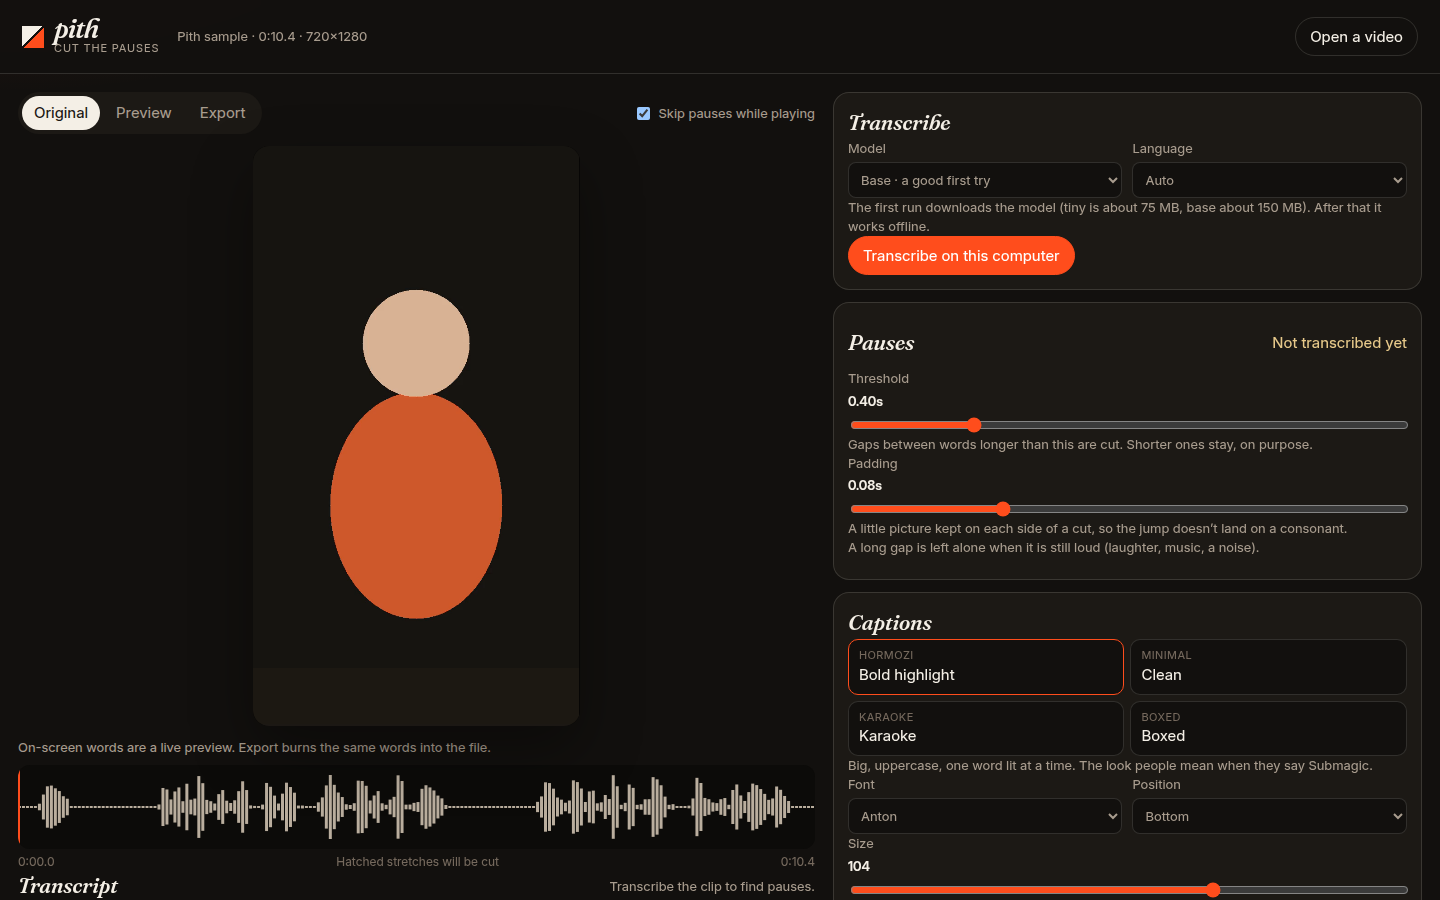 pith
CUT THE PAUSES
Pith sample · 0:10.4 · 720×1280
Open a video
Original
Preview
Export
Skip pauses while playing
On-screen words are a live preview. Export burns the same words into the file.
0:00.0
Hatched stretches will be cut
0:10.4
Transcript
Transcribe the clip to find pauses.
Transcribe
Model
Language
Base · a good first try
Auto
The first run downloads the model (tiny is about 75 MB, base about 150 MB). After that it
works offline.
Transcribe on this computer
Pauses
Not transcribed yet
Threshold
0.40s
Gaps between words longer than this are cut. Shorter ones stay, on purpose.
Padding
0.08s
A little picture kept on each side of a cut, so the jump doesn’t land on a consonant.
A long gap is left alone when it is still loud (laughter, music, a noise).
Captions
HORMOZI
Bold highlight
MINIMAL
Clean
KARAOKE
Karaoke
BOXED
Boxed
Big, uppercase, one word lit at a time. The look people mean when they say Submagic.
Font
Position
Anton
Bottom
Size
104